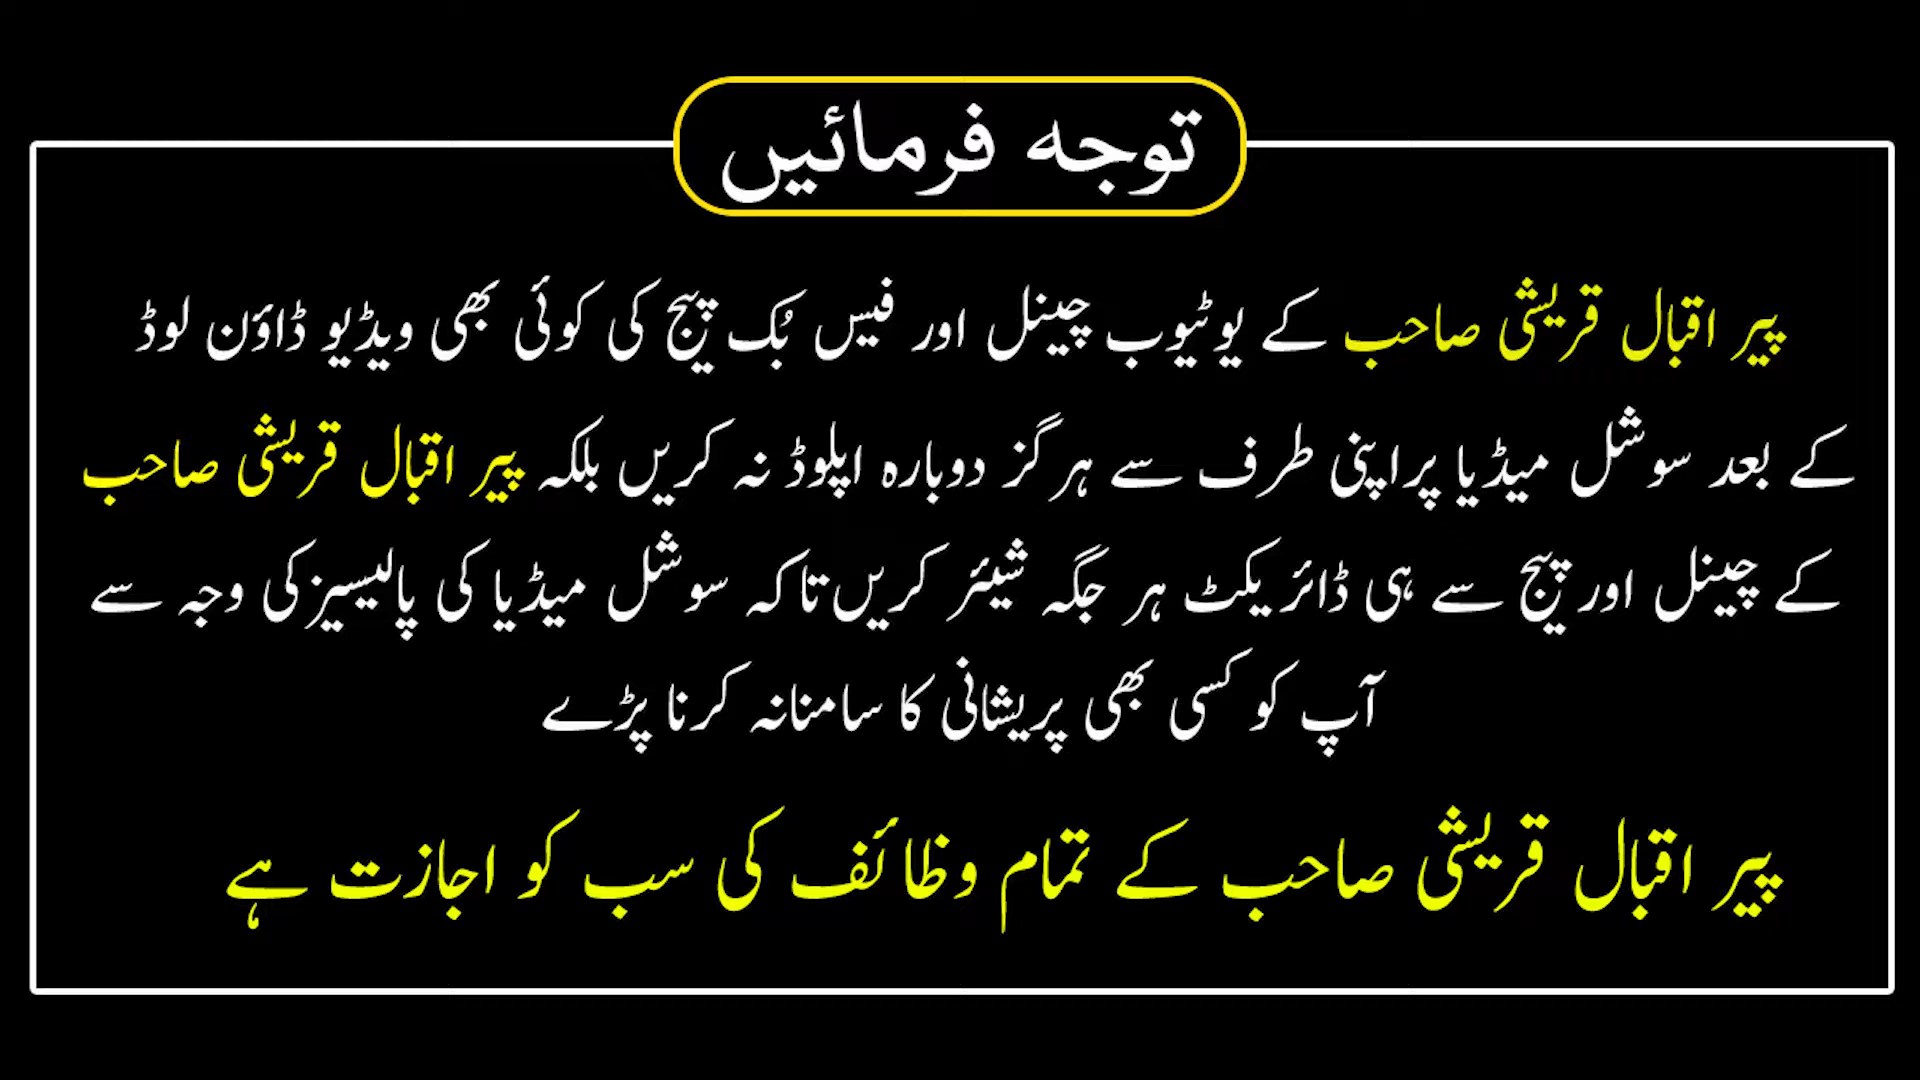 توجہ فرمائیں
پیر اقبال قریشی صاحب کے یوٹیوب چینل اور فیس بُک پیج کی کوئی بھی ویڈیو ڈاؤن لوڈ
کے بعد سوشل میڈیا پر اپنی طرف سے ہرگز دوبارہ اپلوڈ نہ کریں بلکہ پیر اقبال قریشی صاحب
کے چینل اور پیج سے ہی ڈائریکٹ ہر جگہ شیئر کریں تاکہ سوشل میڈیا کی پالیسیز کی وجہ سے
آپ کو کسی بھی پریشانی کا سامنا نہ کرنا پڑے
پیر اقبال قریشی صاحب کے تمام وظائف کی سب کو اجازت ہے